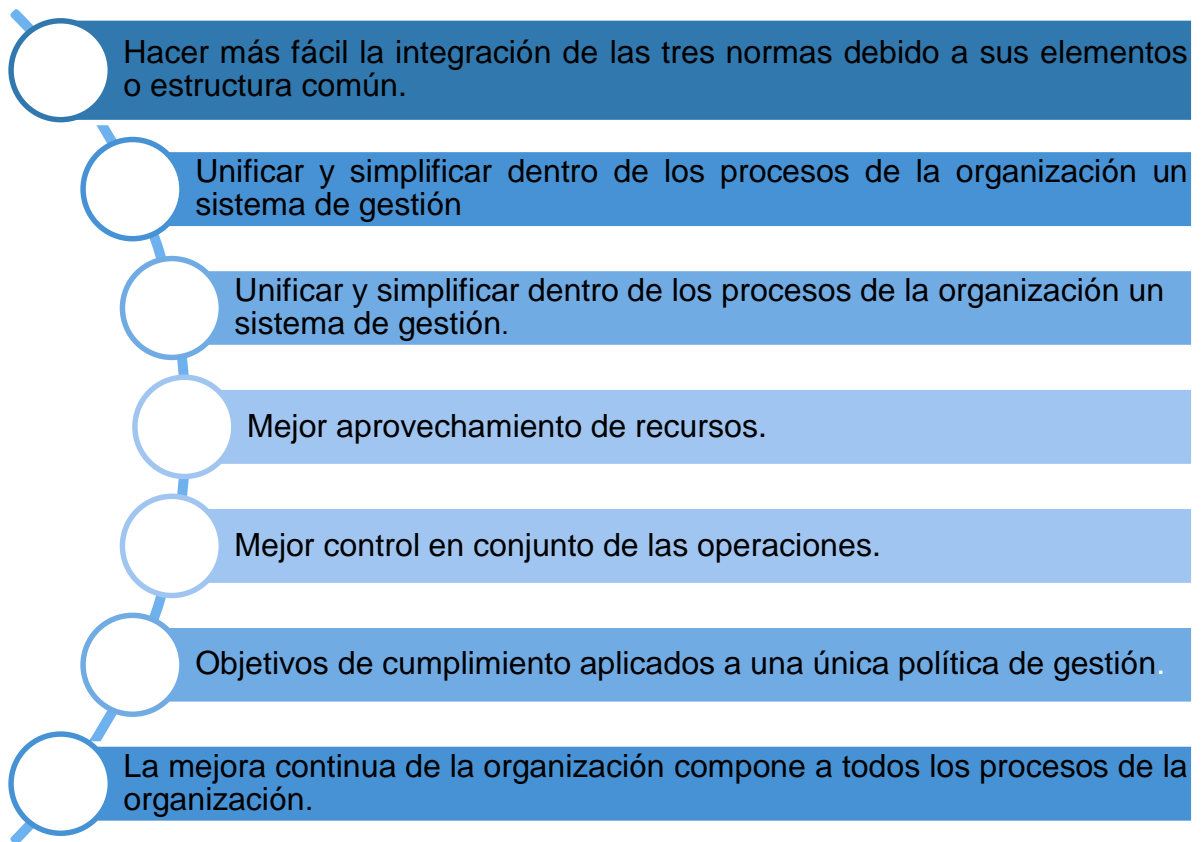 Hacer más fácil la integración de las tres normas debido a sus elementos
o estructura común.
Unificar y simplificar dentro de los procesos de la organización un
sistema de gestión
Unificar y simplificar dentro de los procesos de la organización un
sistema de gestión.
Mejor aprovechamiento de recursos.
Mejor control en conjunto de las operaciones.
Objetivos de cumplimiento aplicados a una única política de gestión.
La mejora continua de la organización compone a todos los procesos de la
organización.